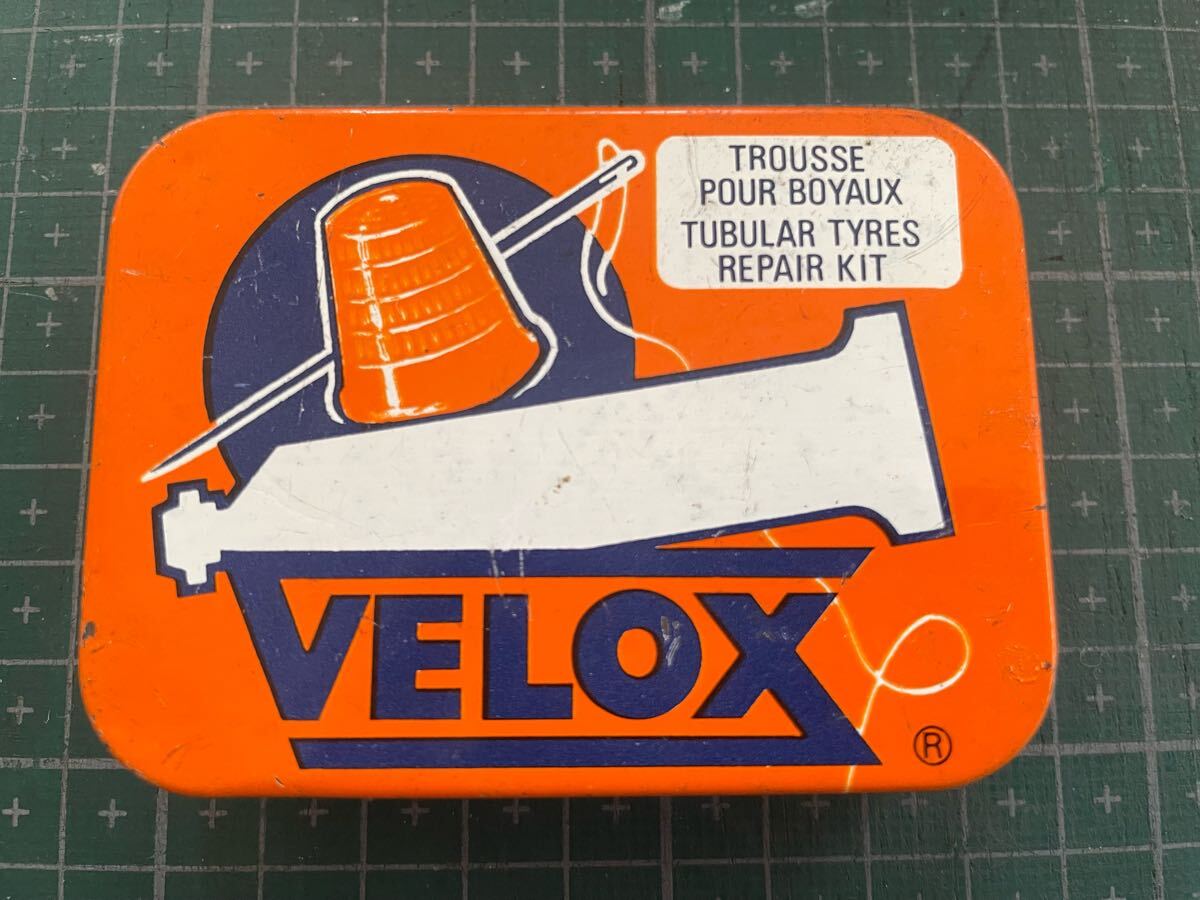 TROUSSE
POUR BOYAUX
TUBULAR TYRES
REPAIR KIT
VELOX
®